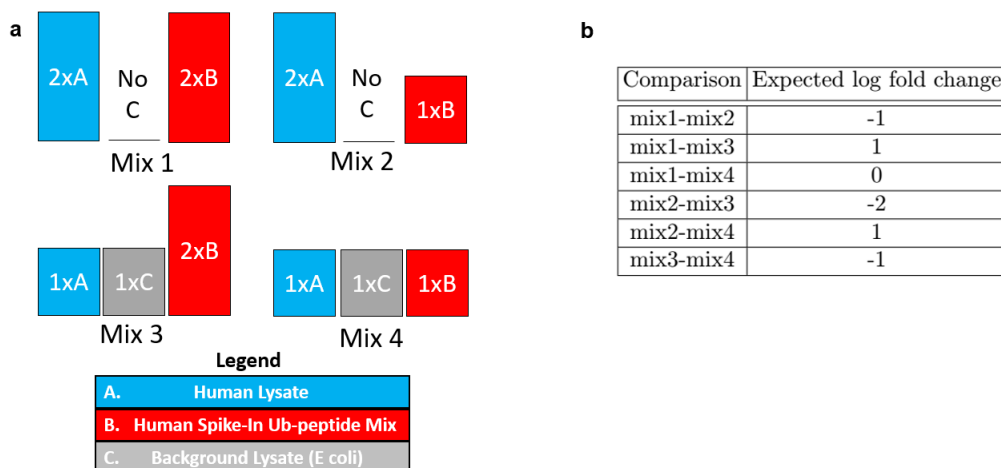 a
2xA
No
C
2xB
Mix 1
2xA
No
C
1xB
Mix 2
1xA
1xC
2xB
Mix 3
1xA
1xC
1xB
Mix 4
Legend
A. Human Lysate
B. Human Spike-In Ub-peptide Mix
C. Background Lysate (E coli)
b
Comparison Expected log fold change
mix1-mix2 -1
mix1-mix3 1
mix1-mix4 0
mix2-mix3 -2
mix2-mix4 1
mix3-mix4 -1